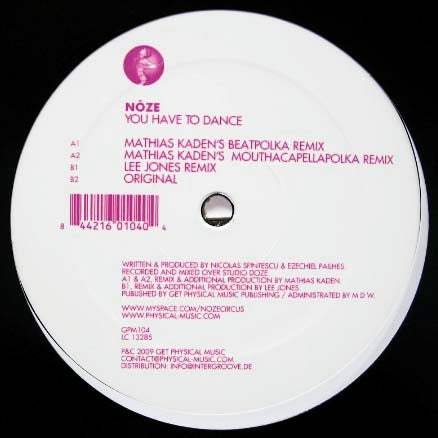 NÔZE
YOU HAVE TO DANCE
A1 MATHIAS KADEN'S BEATPOLKA REMIX
A2 MATHIAS KADEN'S MOUTHACAPELLAPOLKA REMIX
B1 LEE JONES REMIX
B2 ORIGINAL
8 44216 01040 4
WRITTEN & PRODUCED BY NICOLAS SFINTESCU & EZECHIEL PAILHES.
RECORDED AND MIXED OVER STUDIO DOZE.
A1 & A2, REMIX & ADDITIONAL PRODUCTION BY MATHIAS KADEN.
B1, REMIX & ADDITIONAL PRODUCTION BY LEE JONES.
PUBLISHED BY GET PHYSICAL MUSIC PUBLISHING / ADMINISTRATED BY M.D.W.
WWW.MYSPACE.COM/NOZECIRCUS
WWW.PHYSICAL-MUSIC.COM
GPM104
LC 13285
P&C 2009 GET PHYSICAL MUSIC
CONTACT@PHYSICAL-MUSIC.COM
DISTRIBUTION: INFO@INTERGROOVE.DE